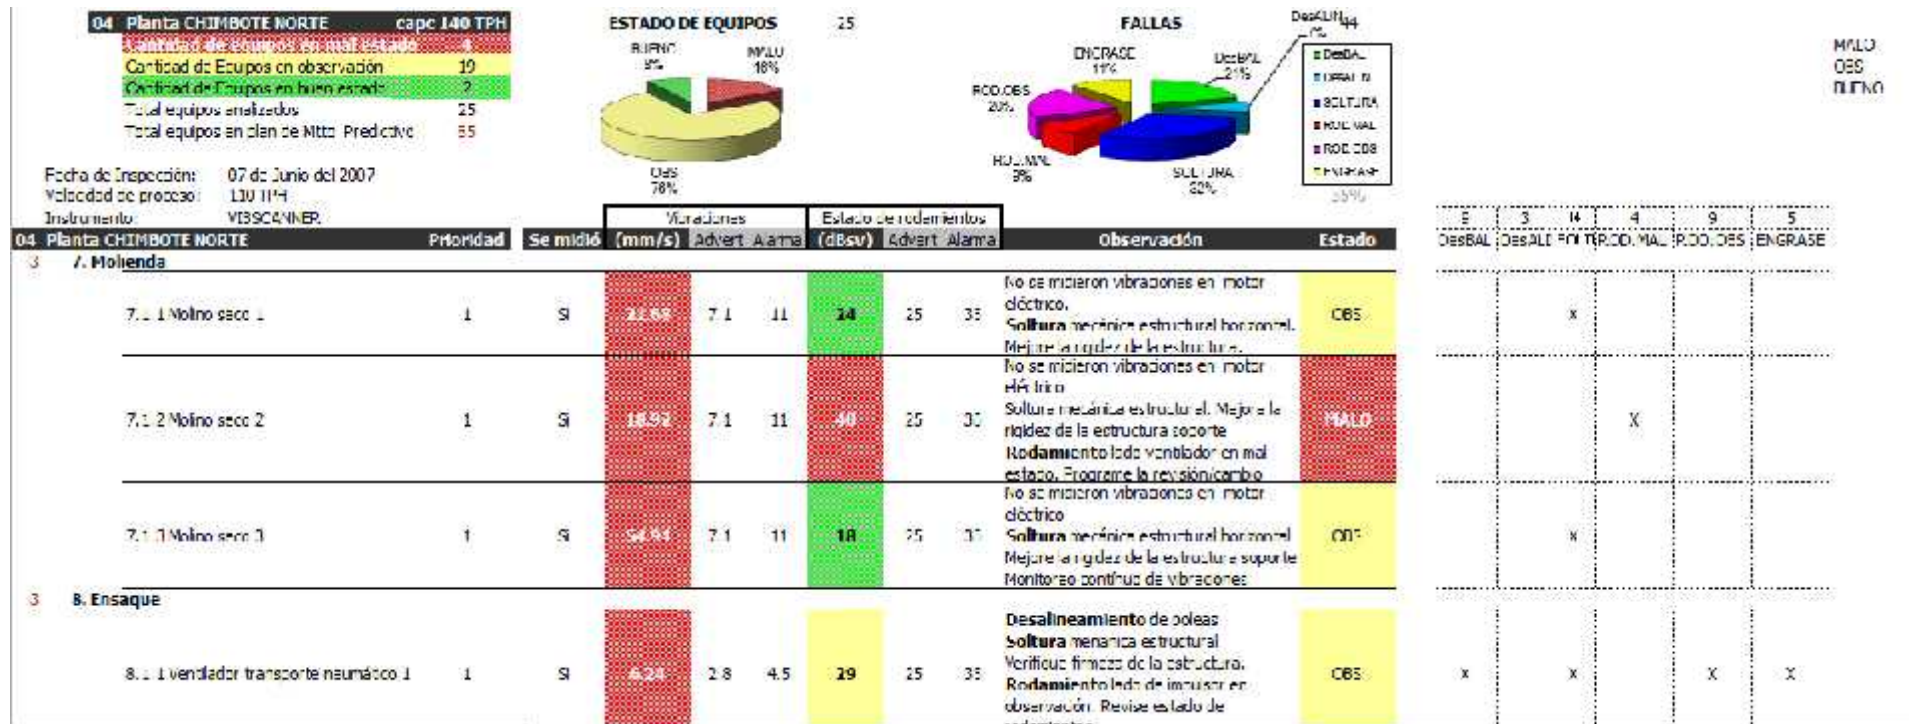 04 Planta CHIMBOTE NORTE capc 140 TPH
Cantidad de equipos en mal estado 4
Cantidad de Equipos en observación 19
Cantidad de Equipos en buen estado 2
Total equipos analizados 25
Total equipos en plan de Mtto Predictivo
ESTADO DE EQUIPOS 25
BUENO
MALO
16%
OBS
76%
FALLAS 44
DesALIN
ENGRASE
11%
DesBAL
21%
ROD.OBS
20%
ROD.MAL
9%
SOLTURA
32%
DesBAL
DesALIN
SOLTURA
ROD.MAL
ROD.OBS
ENGRASE
MALO
OBS
BUENO
Fecha de Inspección: 07 de Junio del 2007
Velocidad de proceso: 110 TPH
Instrumento: VIBSCANNER
Vibraciones Estado de rodamientos
04 Planta CHIMBOTE NORTE Prioridad Se midió (mm/s) Advert Alarma (dBsv) Advert Alarma Observación Estado
9 3 14 4 9 5
DesBAL DesALI SOLT ROD. MAL ROD. OBS ENGRASE
3 7. Molienda
7.1.1 Molino seco 1 1 Si 7.1 11 24 25 35 OBS x
No se midieron vibraciones en motor
eléctrico.
Soltura mecánica estructural horizontal.
Mejore la rigidez de la estructura.
7.1.2 Molino seco 2 1 Si 18.92 7.1 11 40 25 35 MALO x
No se midieron vibraciones en motor
eléctrico
Soltura mecánica estructural. Mejore la
rigidez de la estructura soporte
Rodamiento lado ventilador en mal
estado. Programe la revisión/cambio
7.1.3 Molino seco 3 1 Si 54.94 7.1 11 18 25 35 OBS x
No se midieron vibraciones en motor
eléctrico
Soltura mecánica estructural horizontal
Mejore la rigidez de la estructura soporte
Monitoreo contínuo de vibraciones
3 8. Ensaque
8.1.1 Ventilador transporte neumático 1 1 Si 6.24 2.8 4.5 29 25 35 OBS x x x x
Desalineamiento de poleas
Soltura mecanica estructural
Verifique firmeza de la estructura.
Rodamiento lado de impulsor en
observación. Revise estado de